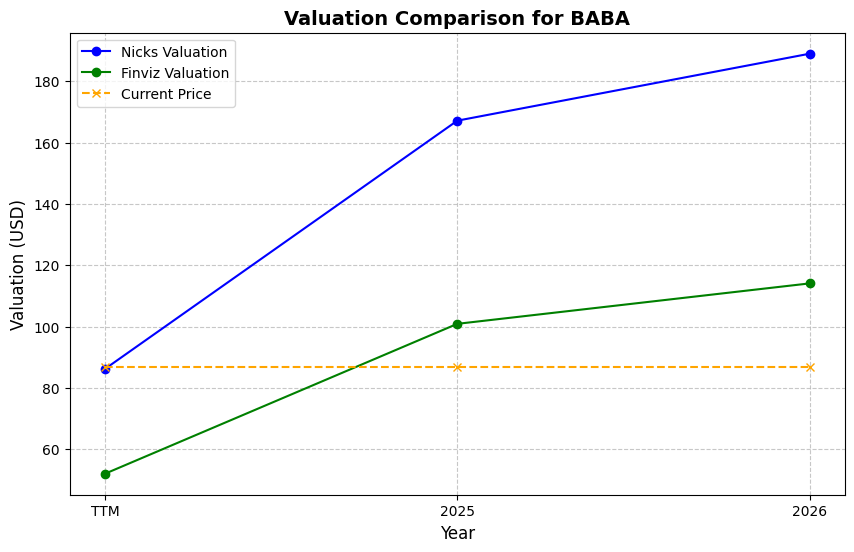 Valuation Comparison for BABA
Nicks Valuation
Finviz Valuation
Current Price
Valuation (USD)
180
160
140
120
100
80
60
TTM
2025
2026
Year